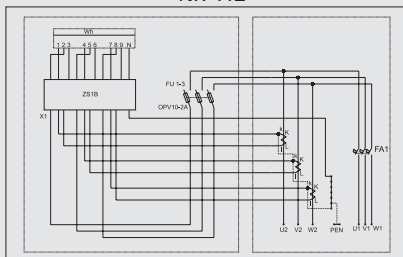 Wh
1 2 3 4 5 6 7 8 9 N
FU 1-3
ZS1B
OPV10-2A
X1
K
L
FA1
K
L
K
L
U2 V2 W2 PEN U1 V1 W1